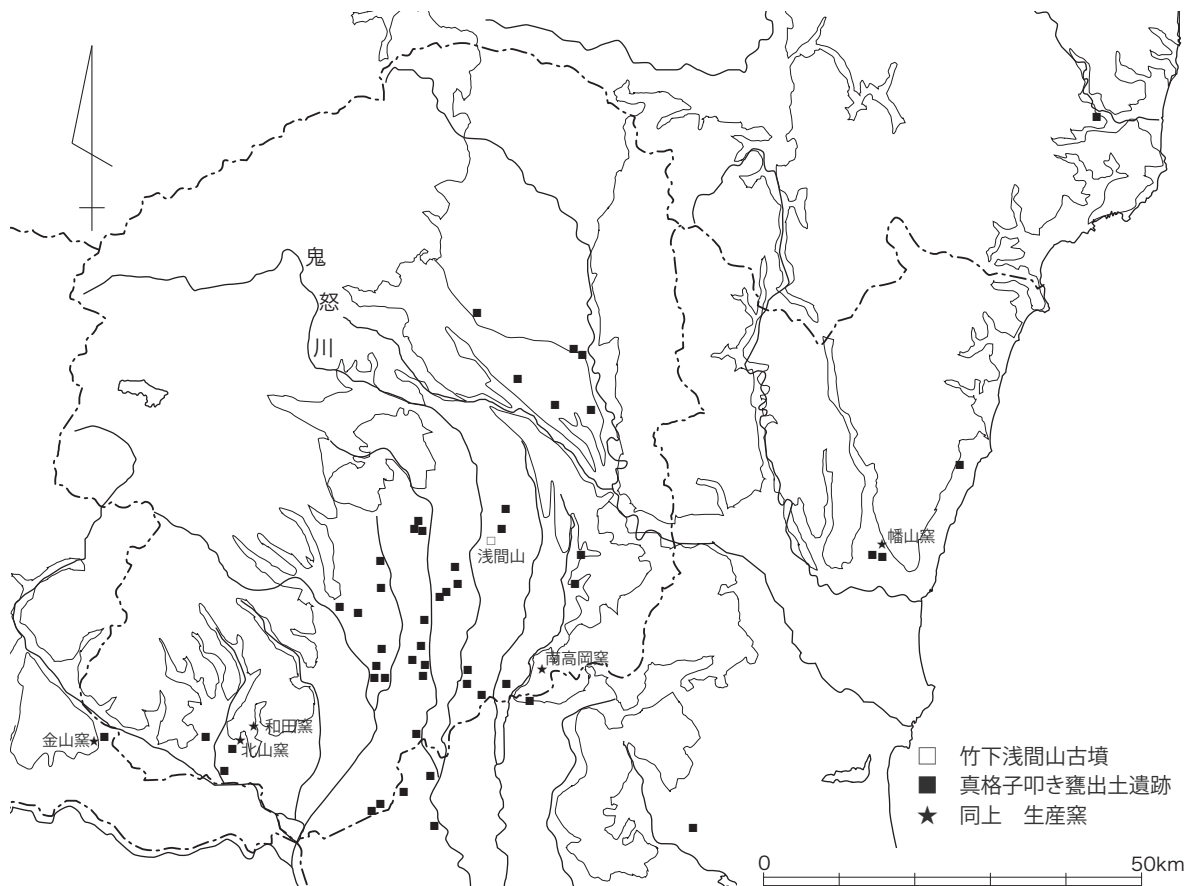 鬼
怒
川
浅間山
幡山窯
南高岡窯
和田窯
北山窯
金山窯
竹下浅間山古墳
真格子叩き甕出土遺跡
同上　生産窯
0 50km